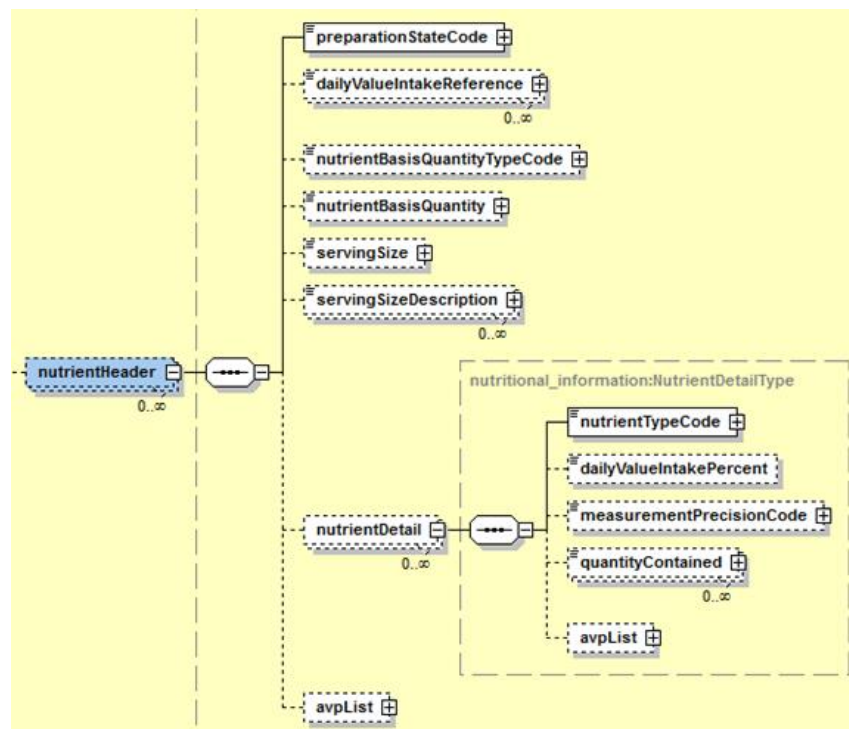 preparationStateCode
dailyValueIntakeReference
0..∞
nutrientBasisQuantityTypeCode
nutrientBasisQuantity
servingSize
servingSizeDescription
0..∞
nutrientHeader
0..∞
nutritional_information:NutrientDetailType
nutrientTypeCode
dailyValueIntakePercent
measurementPrecisionCode
nutrientDetail
0..∞
quantityContained
0..∞
avpList
avpList